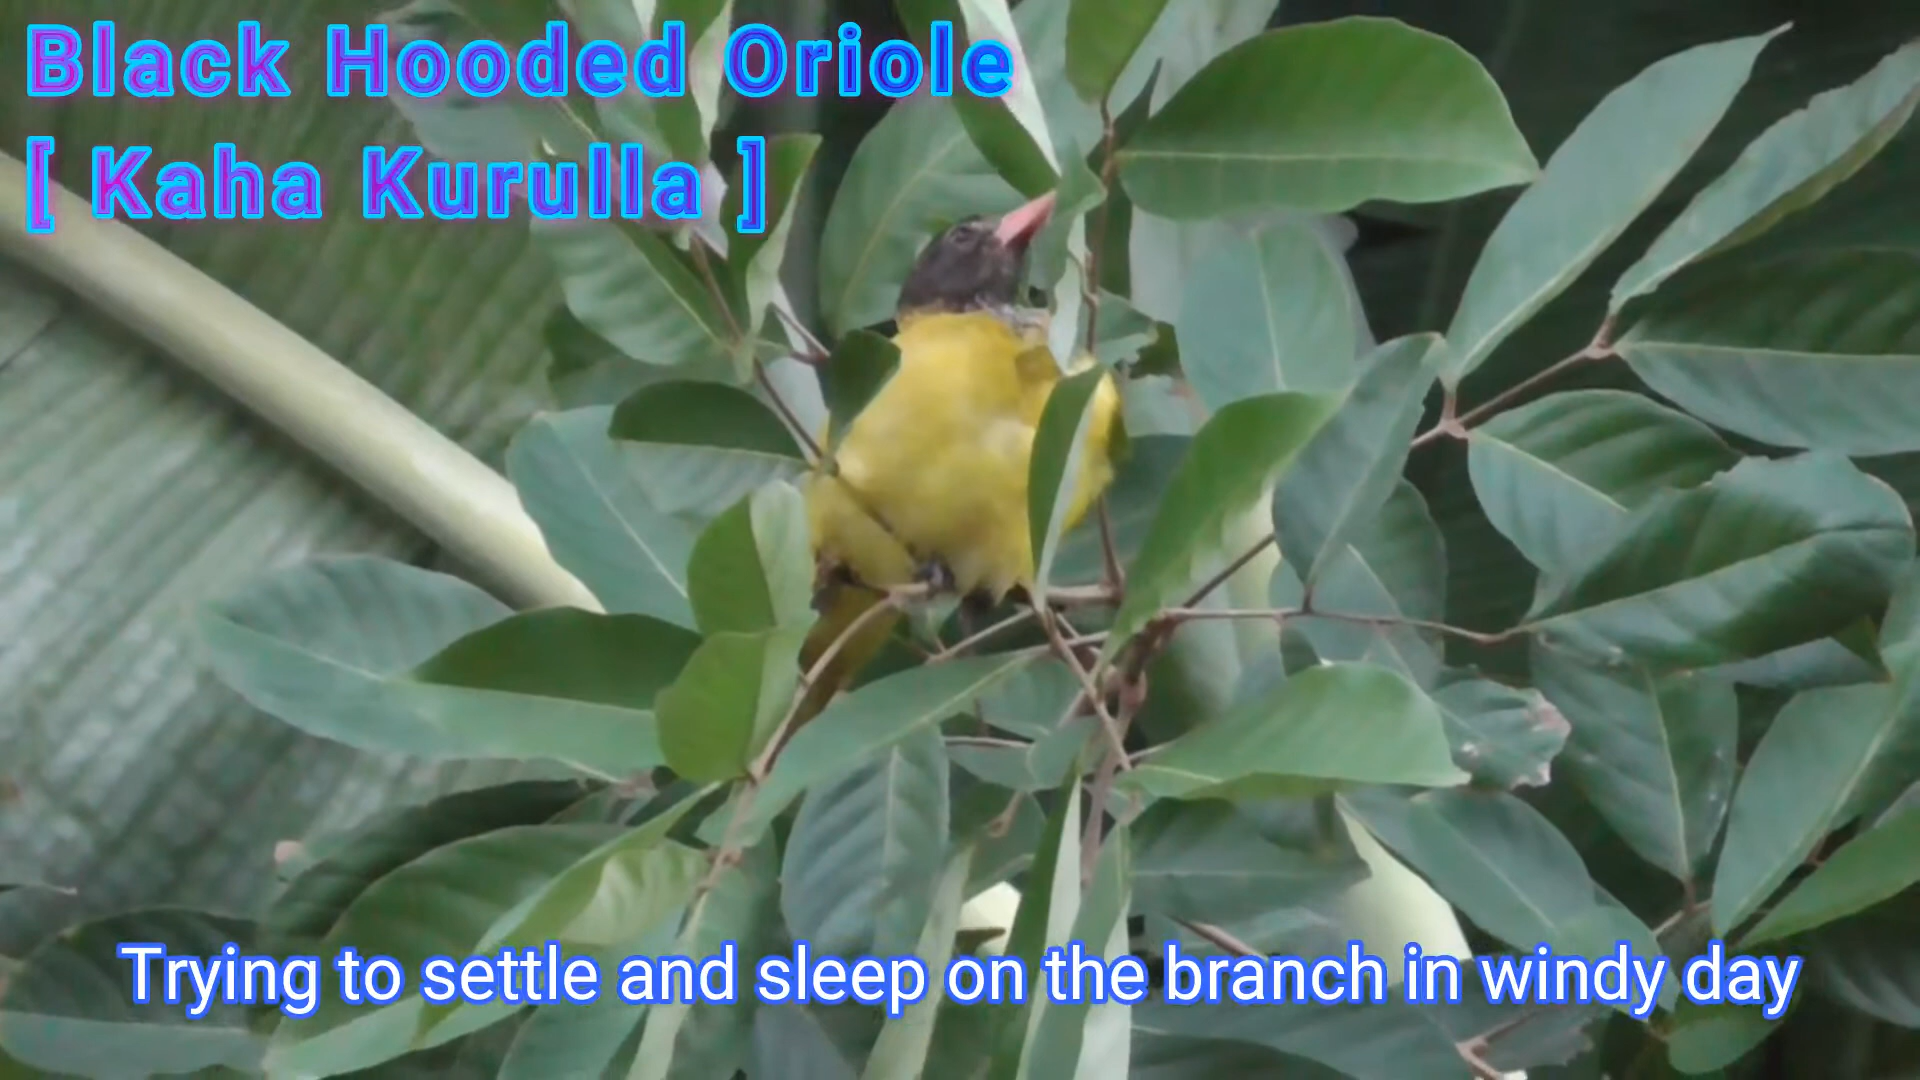 Black Hooded Oriole
[ Kaha Kurulla ]
Trying to settle and sleep on the branch in windy day